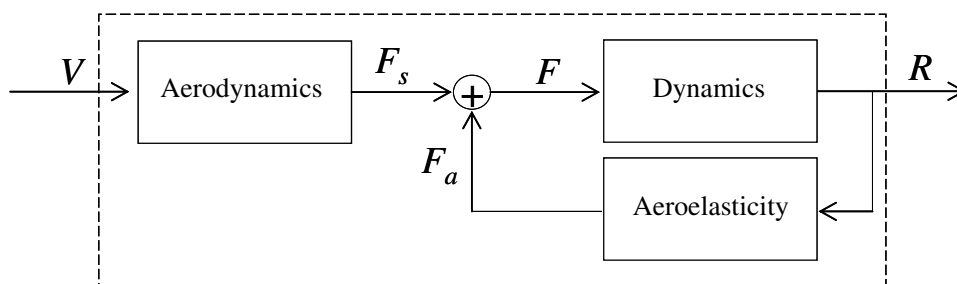 V
Aerodynamics
F_s
+
F
Dynamics
R
F_a
Aeroelasticity